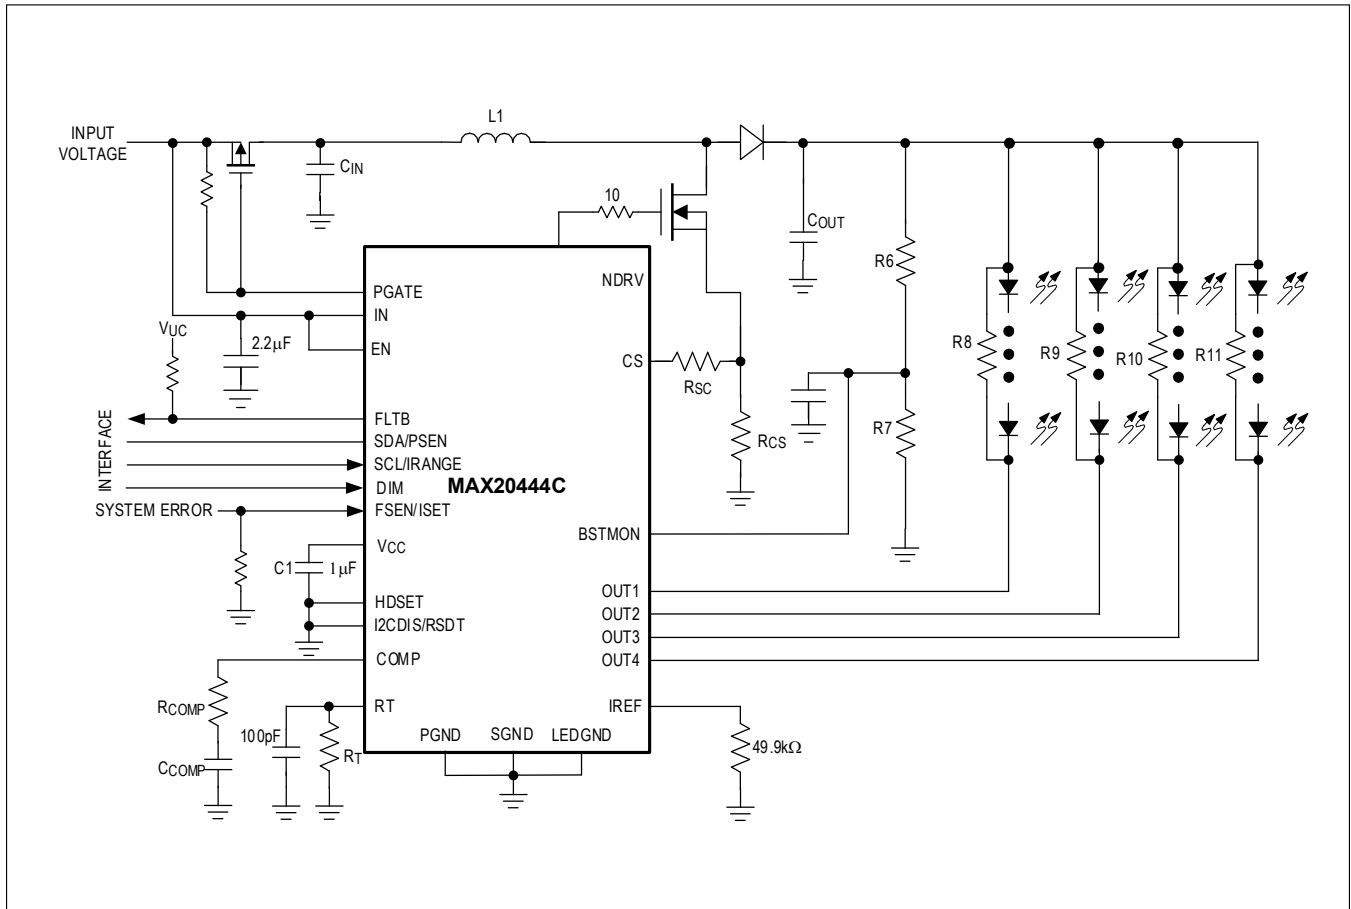 L1
INPUT
VOLTAGE
CIN
10
COUT
NDRV
R6
PGATE
IN
VUC
2.2µF
EN
R8
R9
R10
R11
CS
RSC
INTERFACE
FLTB
SDA/PSEN
SCL/IRANGE
DIM
RCS
R7
MAX20444C
SYSTEM ERROR
FSEN/ISET
BSTMON
VCC
C1
1µF
HDSET
I2CDIS/RSDT
OUT1
OUT2
OUT3
OUT4
COMP
RCOMP
RT
IREF
100pF
RT
PGND
SGND
LEDGND
49.9kΩ
CCOMP